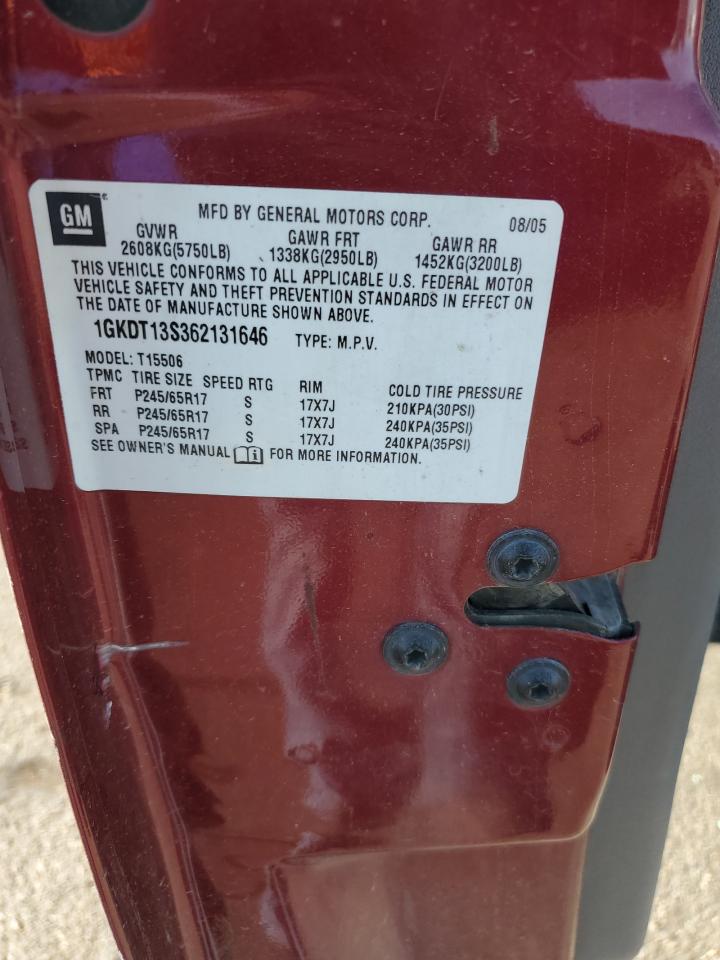 GM
MFD BY GENERAL MOTORS CORP. 08/05
GVWR GAWR FRT GAWR RR
2608KG(5750LB) 1338KG(2950LB) 1452KG(3200LB)
THIS VEHICLE CONFORMS TO ALL APPLICABLE U.S. FEDERAL MOTOR
VEHICLE SAFETY AND THEFT PREVENTION STANDARDS IN EFFECT ON
THE DATE OF MANUFACTURE SHOWN ABOVE.
1GKDT13S362131646 TYPE: M.P.V.
MODEL: T15506
TPMC TIRE SIZE SPEED RTG RIM COLD TIRE PRESSURE
FRT P245/65R17 S 17X7J 210KPA(30PSI)
RR P245/65R17 S 17X7J 240KPA(35PSI)
SPA P245/65R17 S 17X7J 240KPA(35PSI)
SEE OWNER'S MANUAL i FOR MORE INFORMATION.